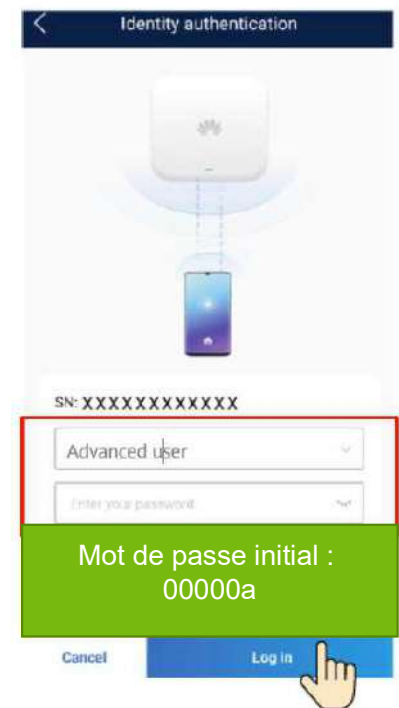 Identity authentication
SN: XXXXXXXXXXXX
Advanced user
Enter your password
Mot de passe initial :
00000a
Cancel
Log in